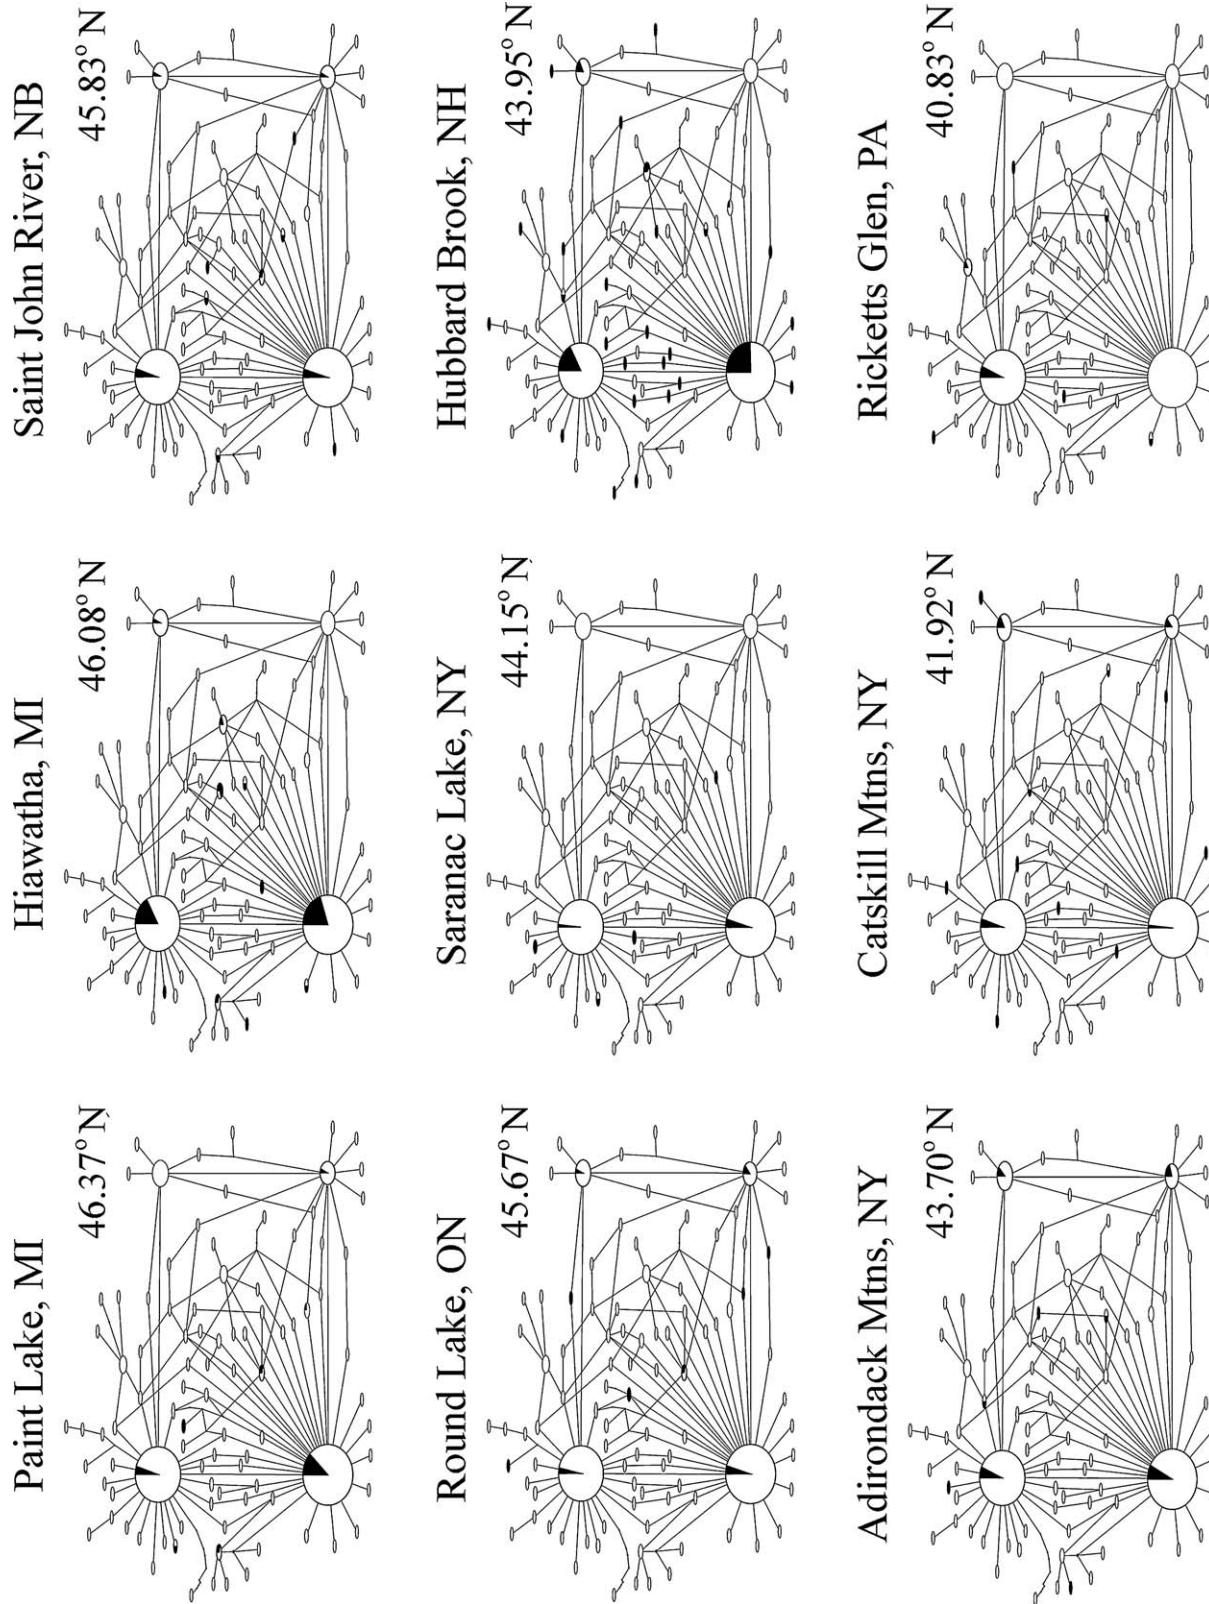 Paint Lake, MI
46.37° N
Hiawatha, MI
46.08° N
Saint John River, NB
45.83° N
Round Lake, ON
45.67° N
Saranac Lake, NY
44.15° N
Hubbard Brook, NH
43.95° N
Adirondack Mtns, NY
43.70° N
Catskill Mtns, NY
41.92° N
Ricketts Glen, PA
40.83° N